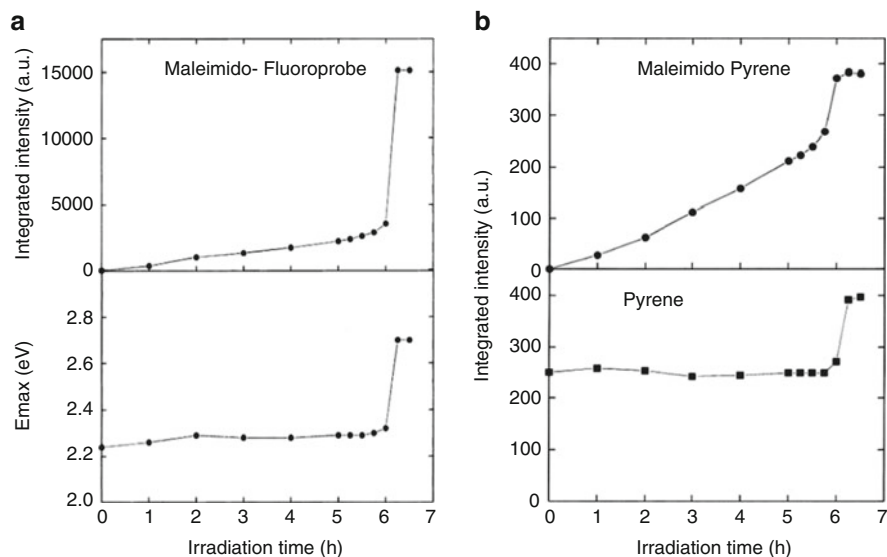 a
Maleimido- Fluoroprobe
Integrated intensity (a.u.)
15000
10000
5000
0
Emax (eV)
2.8
2.6
2.4
2.2
2.0
0 1 2 3 4 5 6 7
Irradiation time (h)
b
Maleimido Pyrene
Integrated intensity (a.u.)
400
300
200
100
0
Pyrene
400
300
250
200
100
0
0 1 2 3 4 5 6 7
Irradiation time (h)